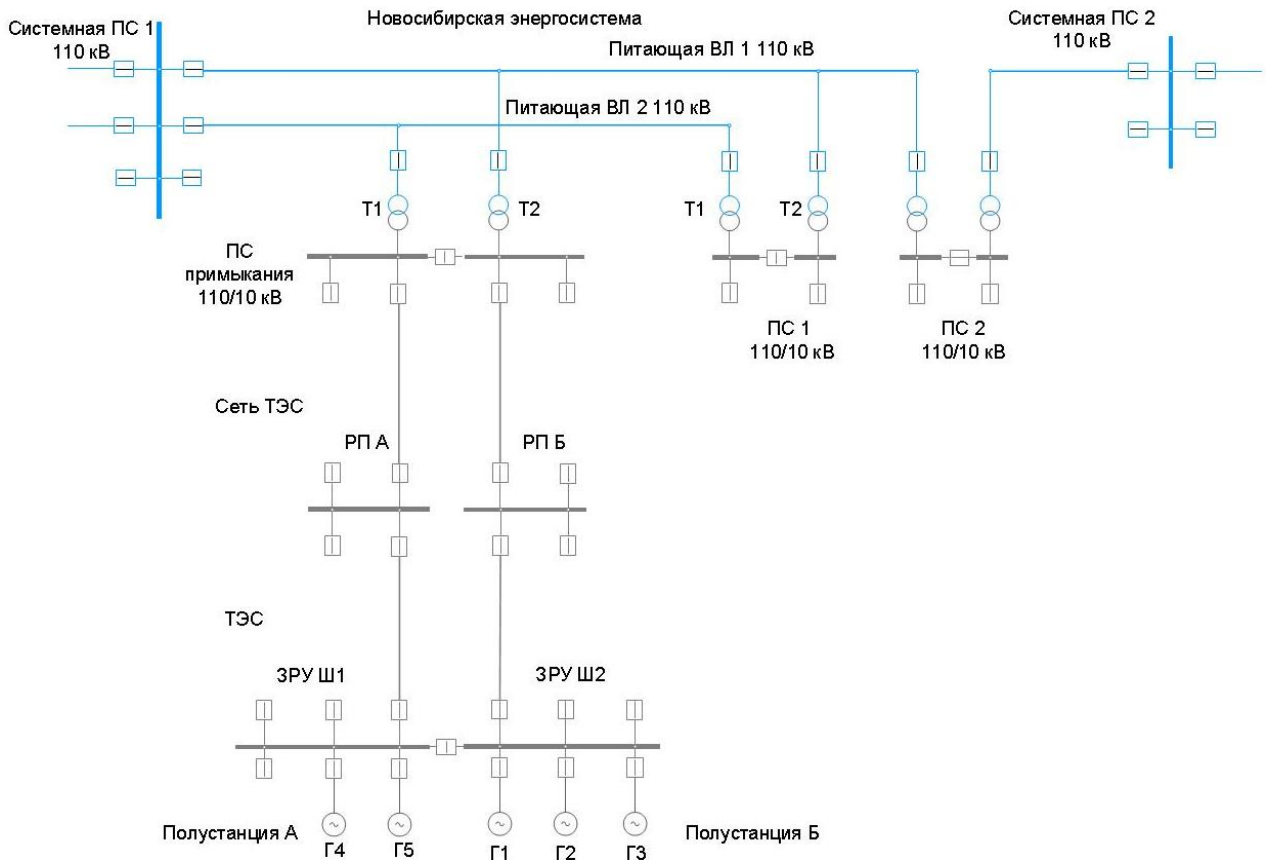 Новосибирская энергосистема
Системная ПС 1
110 кВ
Системная ПС 2
110 кВ
Питающая ВЛ 1 110 кВ
Питающая ВЛ 2 110 кВ
Т1
Т2
Т1
Т2
ПС
примыкания
110/10 кВ
ПС 1
110/10 кВ
ПС 2
110/10 кВ
Сеть ТЭС
РП А
РП Б
ТЭС
ЗРУ Ш1
ЗРУ Ш2
Полустанция А
Г4
Г5
Г1
Г2
Г3
Полустанция Б